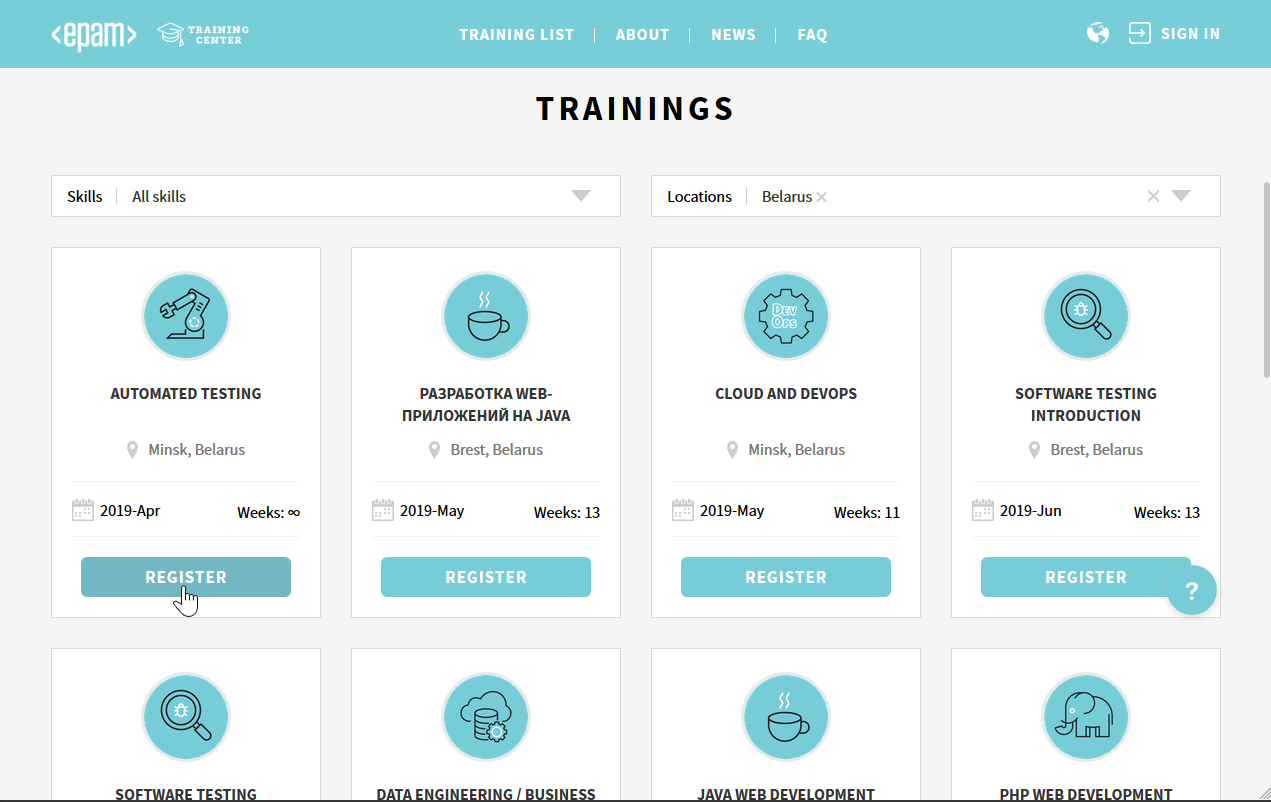 <epam> TRAINING CENTER
TRAINING LIST ABOUT NEWS FAQ
SIGN IN
TRAININGS
Skills All skills
Locations Belarus
AUTOMATED TESTING
Minsk, Belarus
2019-Apr Weeks: ∞
REGISTER
РАЗРАБОТКА WEB-
ПРИЛОЖЕНИЙ НА JAVA
Brest, Belarus
2019-May Weeks: 13
REGISTER
DEV
OPS
CLOUD AND DEVOPS
Minsk, Belarus
2019-May Weeks: 11
REGISTER
SOFTWARE TESTING
INTRODUCTION
Brest, Belarus
2019-Jun Weeks: 13
REGISTER
?
SOFTWARE TESTING
DATA ENGINEERING / BUSINESS
JAVA WEB DEVELOPMENT
PHP WEB DEVELOPMENT